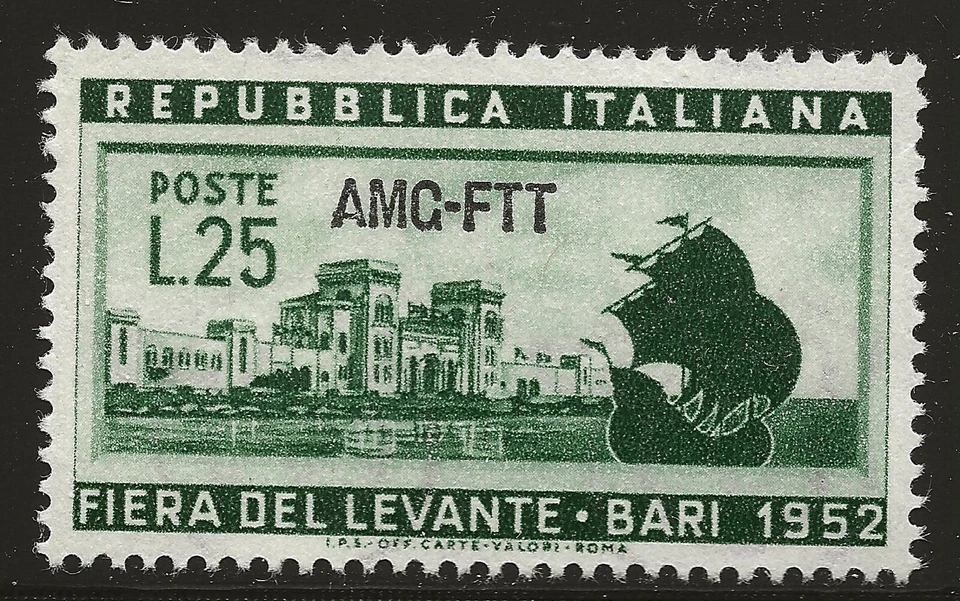 REPUBBLICA ITALIANA
POSTE
L.25
AMG-FTT
FIERA DEL LEVANTE • BARI 1952
I.P.S.-OFF. CARTE-VALORI-ROMA